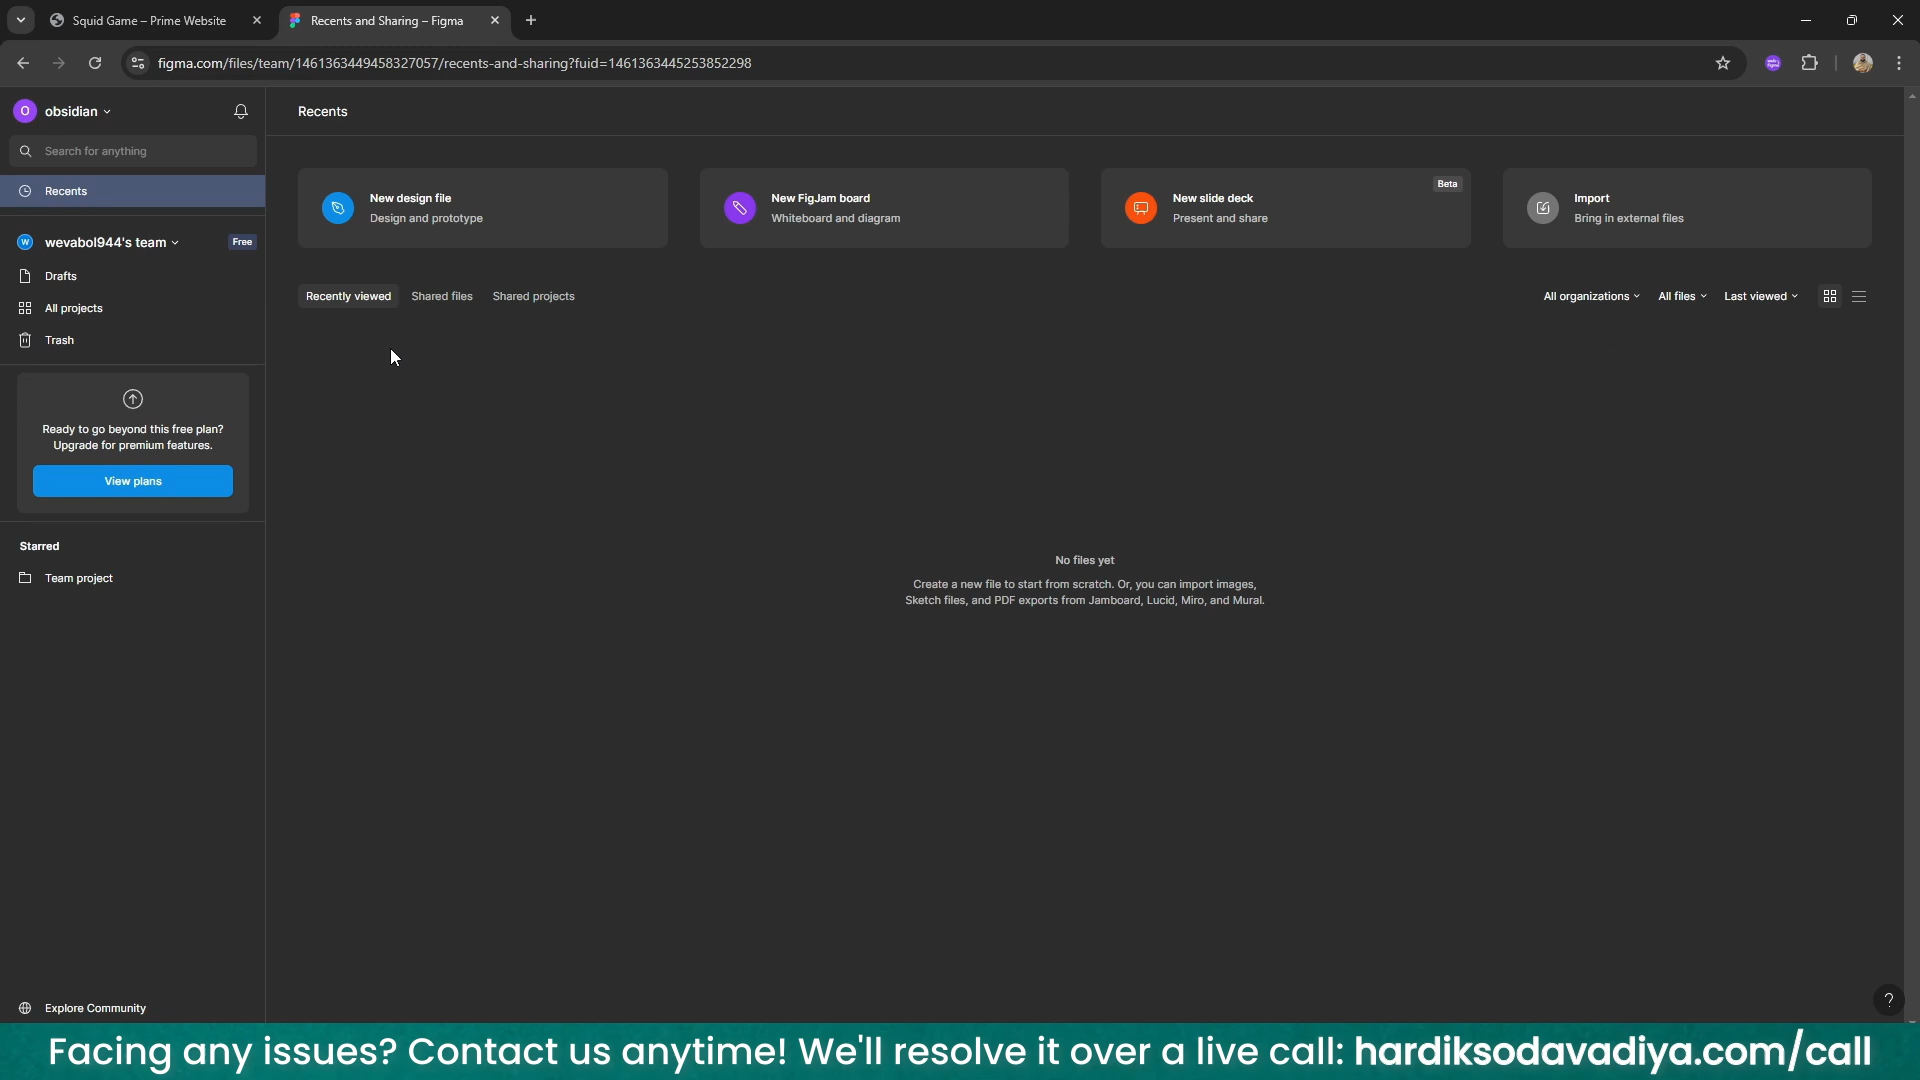 Squid Game – Prime Website
Recents and Sharing – Figma
figma.com/files/team/1461363449458327057/recents-and-sharing?fuid=1461363445253852298
O obsidian
Recents
Search for anything
Recents
W wevabol944's team Free
Drafts
All projects
Trash
Ready to go beyond this free plan?
Upgrade for premium features.
View plans
Starred
Team project
Explore Community
New design file
Design and prototype
New FigJam board
Whiteboard and diagram
New slide deck
Present and share
Beta
Import
Bring in external files
Recently viewed Shared files Shared projects
All organizations All files Last viewed
No files yet
Create a new file to start from scratch. Or, you can import images,
Sketch files, and PDF exports from Jamboard, Lucid, Miro, and Mural.
?
Facing any issues? Contact us anytime! We'll resolve it over a live call: hardiksodavadiya.com/call